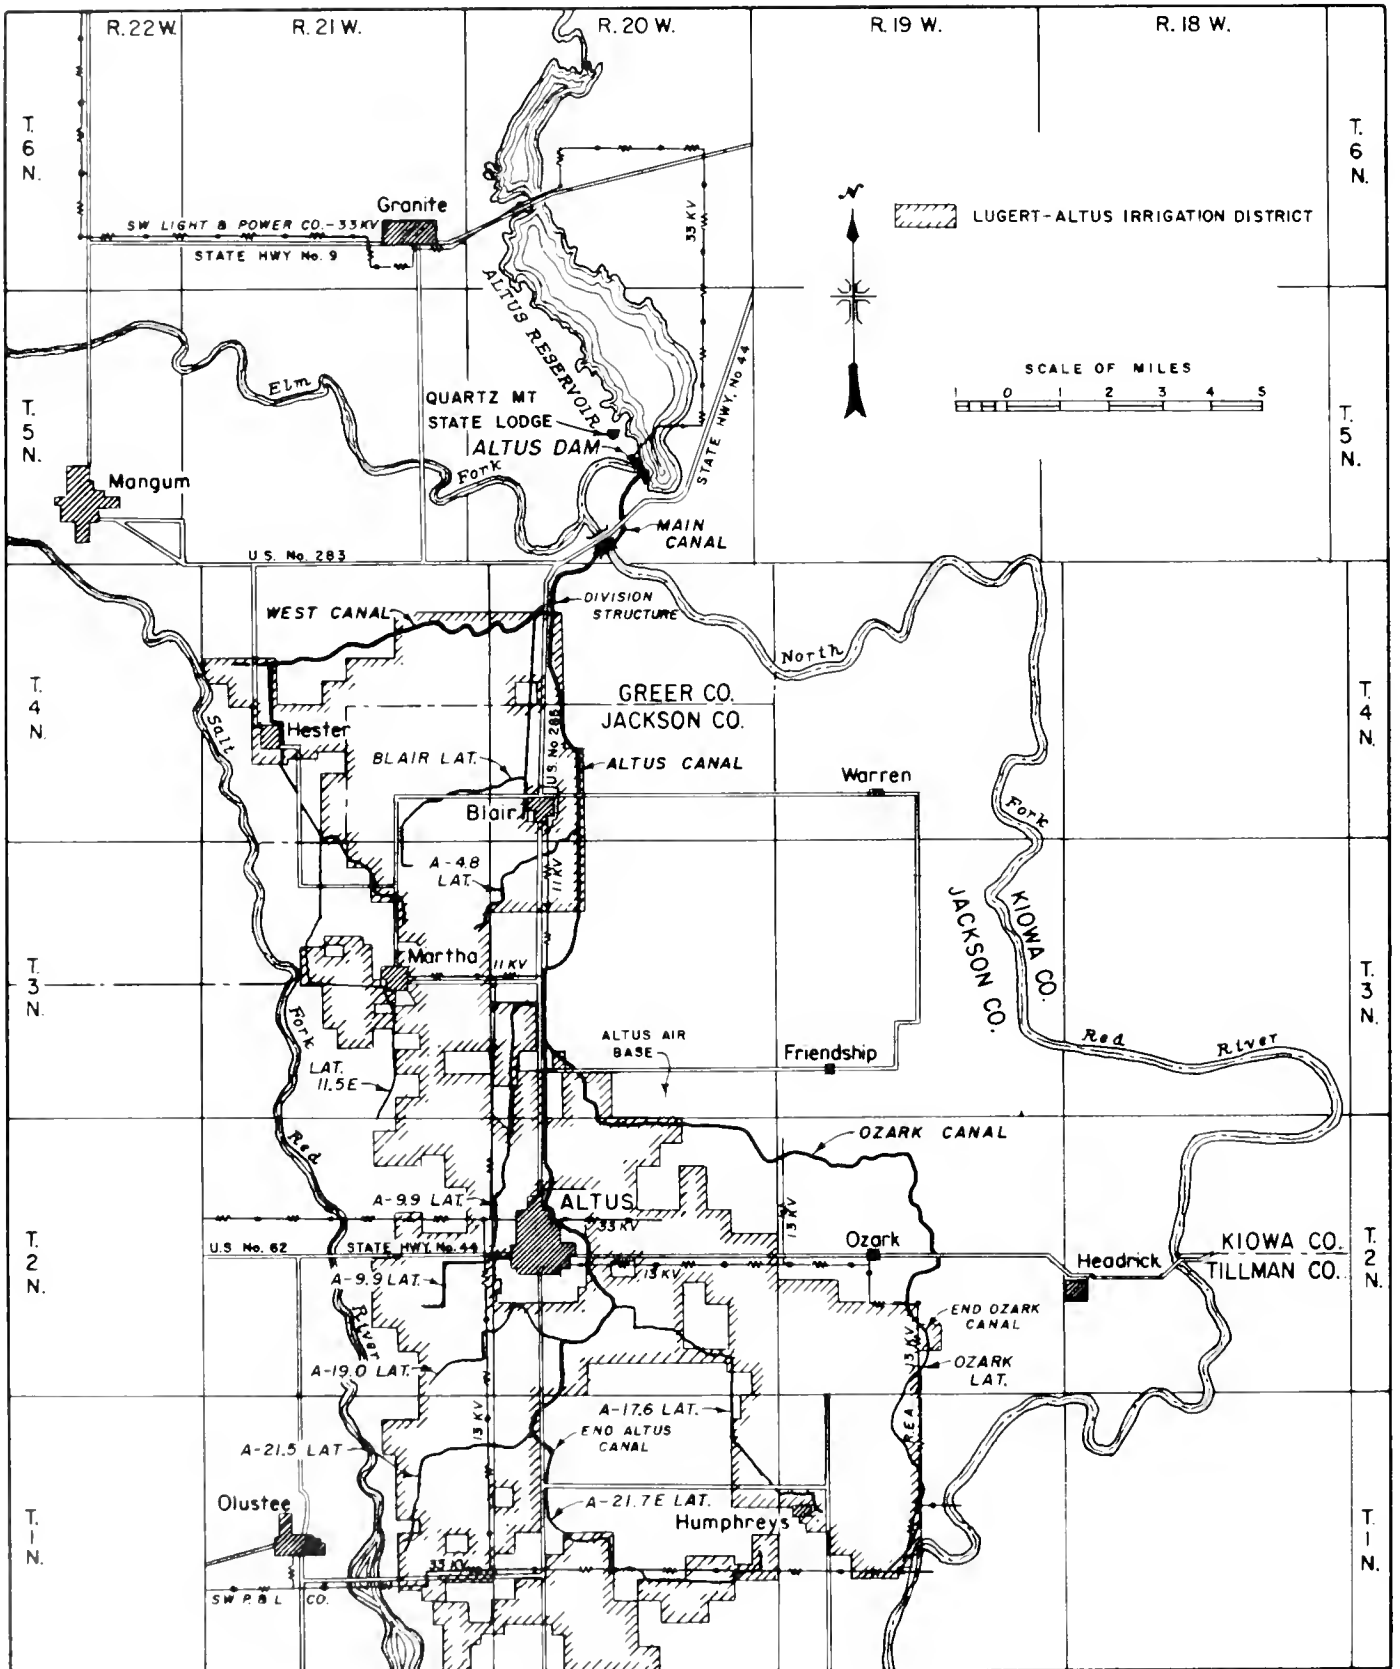 R. 22 W.
R. 21 W.
R. 20 W.
R. 19 W.
R. 18 W.
T.
6
N.
T.
6
N.
N
Granite
SW LIGHT & POWER CO.-33KV
STATE HWY No. 9
33 KV
LUGERT-ALTUS IRRIGATION DISTRICT
ALTUS RESERVOIR
SCALE OF MILES
1 0 1 2 3 4 5
Elm
Fork
QUARTZ MT
STATE LODGE
ALTUS DAM
STATE HWY. No. 44
T.
5
N.
T.
5
N.
Mangum
MAIN
CANAL
U.S. No. 283
DIVISION
STRUCTURE
WEST CANAL
North
T.
4
N.
T.
4
N.
GREER CO.
JACKSON CO.
Salt
Hester
U.S. No 285
BLAIR LAT.
ALTUS CANAL
Warren
Blair
Fork
A-4.8
LAT.
11 KV
KIOWA CO.
JACKSON CO.
Martha
11 KV
T.
3
N.
T.
3
N.
Fork
ALTUS AIR
BASE
Friendship
Red
River
LAT.
11.5E
Red
OZARK CANAL
A-9.9 LAT.
ALTUS
33 KV
13 KV
T.
2
N.
T.
2
N.
U.S No. 62
STATE HWY. No. 44
Ozark
Headrick
KIOWA CO.
TILLMAN CO.
A-9.9 LAT.
13 KV
River
END OZARK
CANAL
13 KV
A-19.0 LAT.
OZARK
LAT.
A-17.6 LAT.
13 KV
END ALTUS
CANAL
R.E.A.
A-21.5 LAT
Olustee
A-21.7E LAT.
Humphreys
T.
1
N.
T.
1
N.
33 KV
SW P. & L CO.